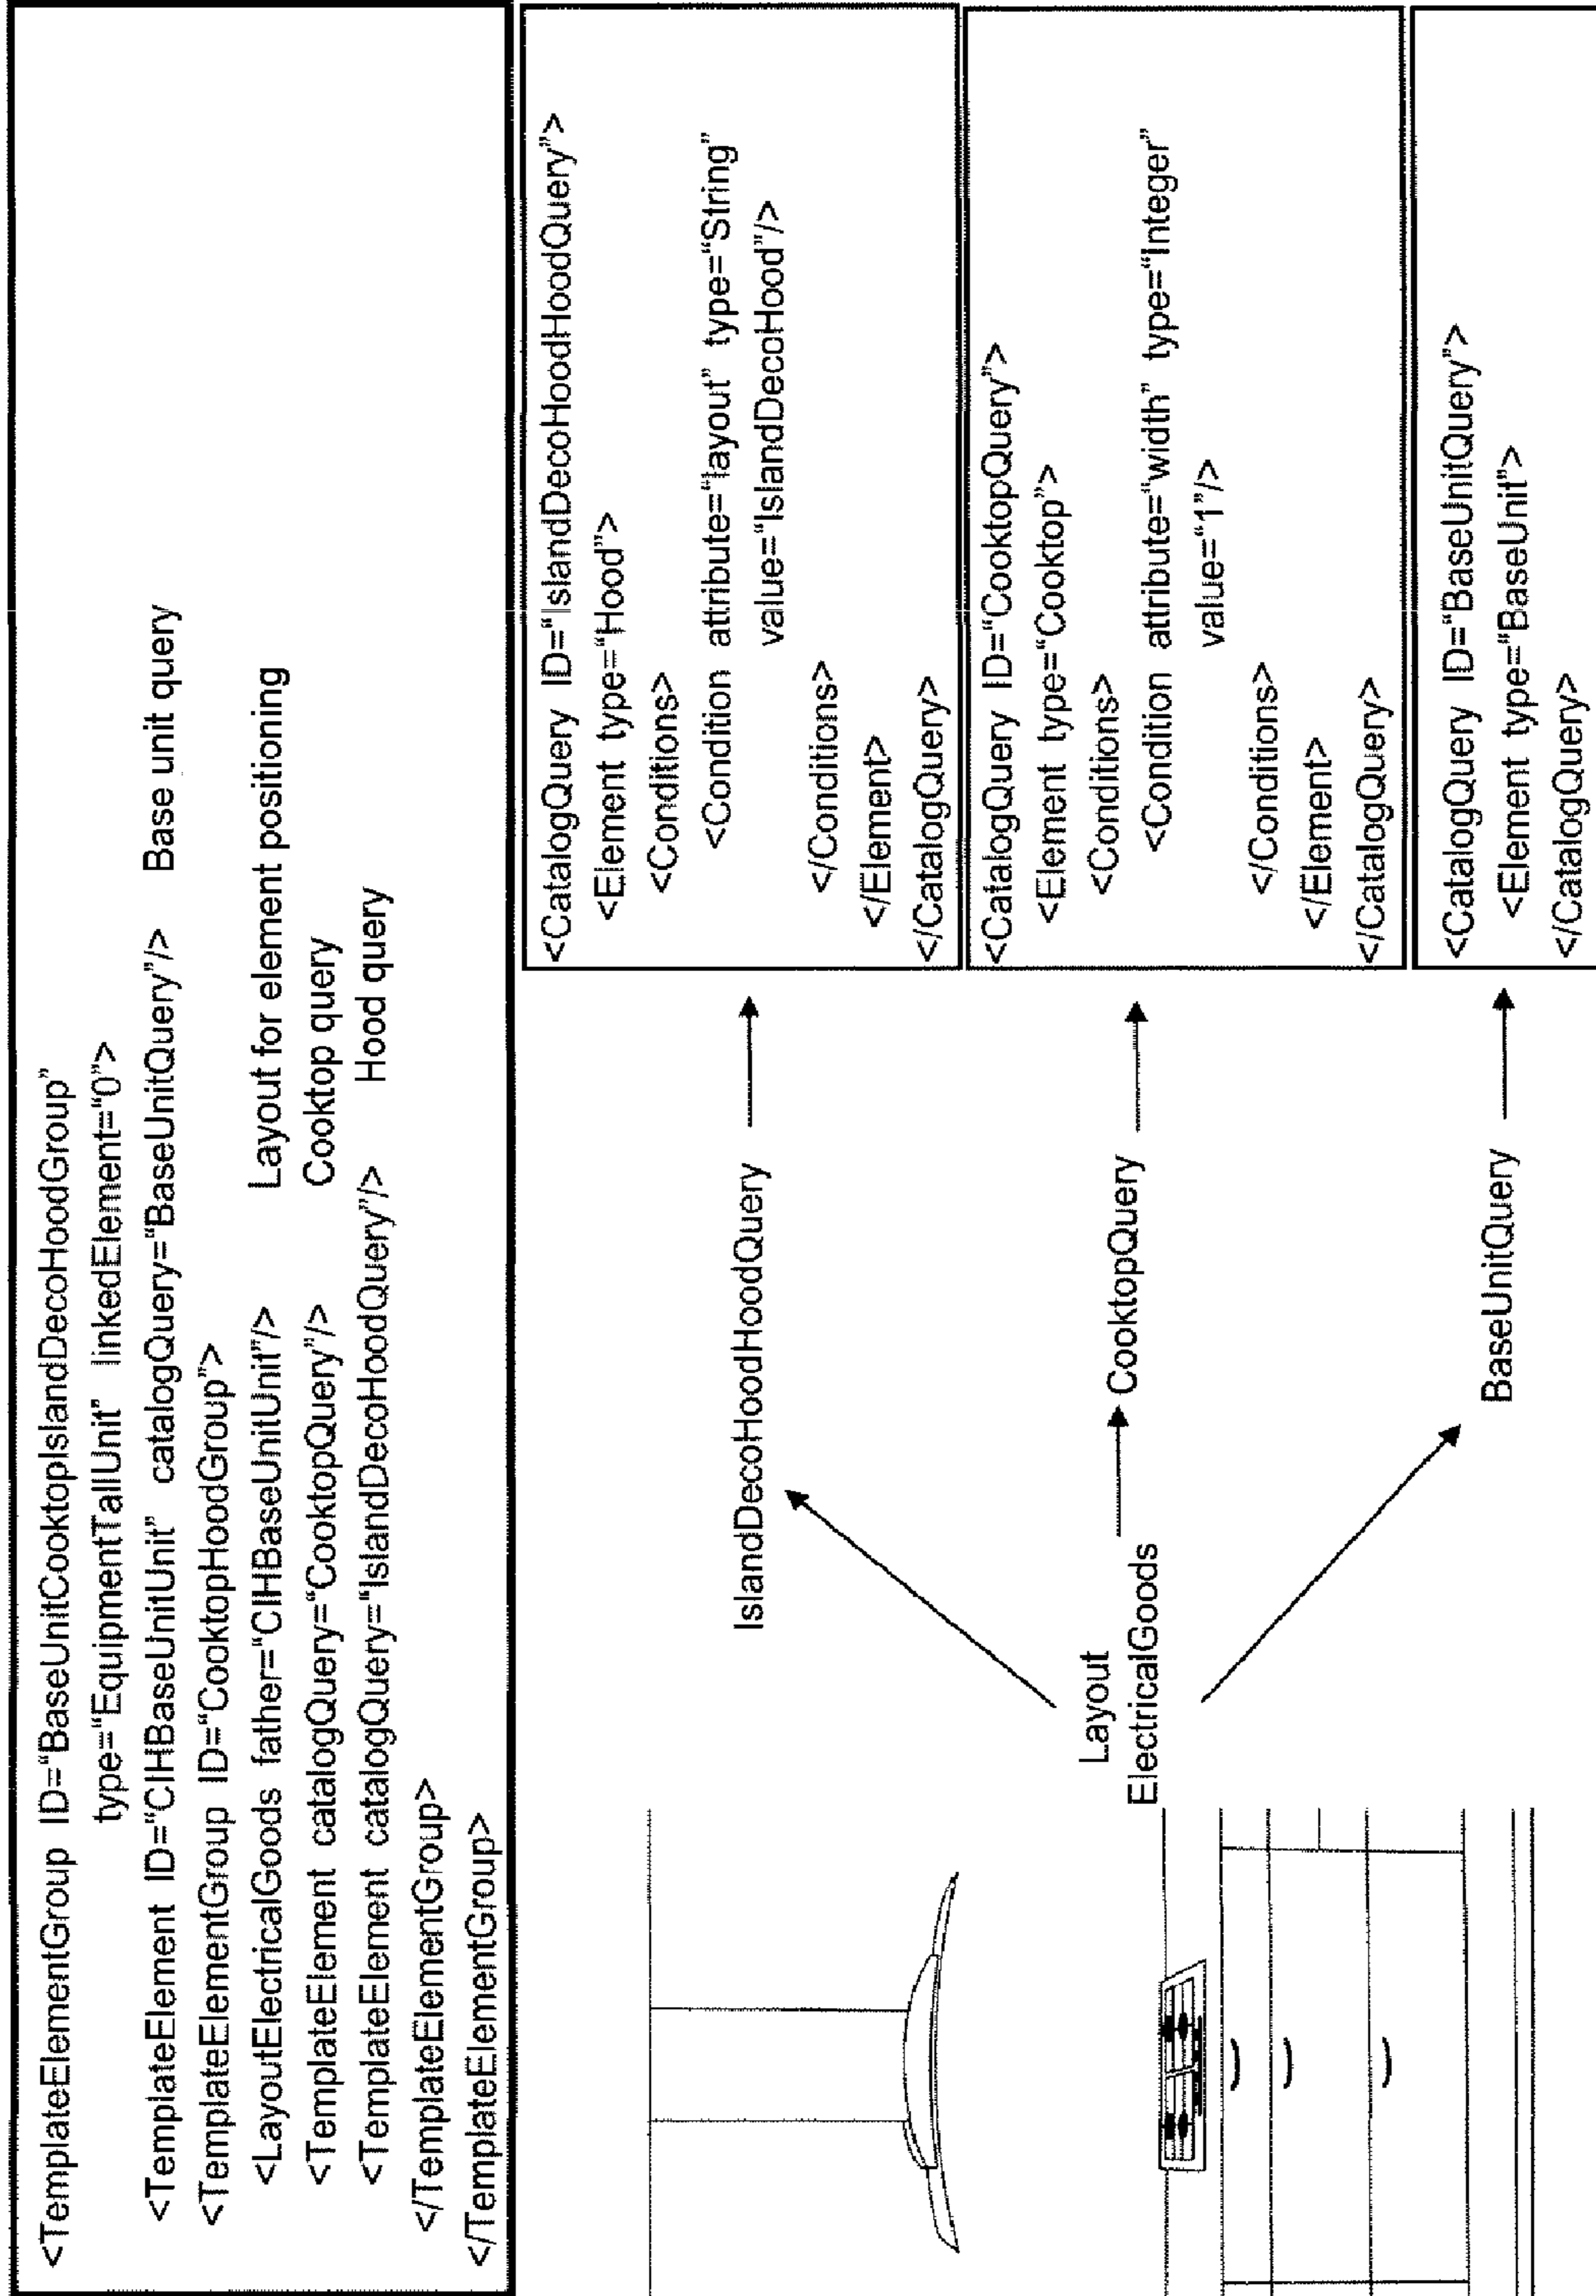 <TemplateElementGroup ID="BaseUnitCooktopIslandDecoHoodGroup"
type="EquipmentTallUnit" linkedElement="0">
<TemplateElement ID="CIHBaseUnitUnit" catalogQuery="BaseUnitQuery"/> Base unit query
<TemplateElementGroup ID="CooktopHoodGroup">
<LayoutElectricalGoods father="CIHBaseUnitUnit"/> Layout for element positioning
<TemplateElement catalogQuery="CooktopQuery"/> Cooktop query
<TemplateElement catalogQuery="IslandDecoHoodQuery"/> Hood query
</TemplateElementGroup>
</TemplateElementGroup>
Layout
ElectricalGoods
IslandDecoHoodHoodQuery
CooktopQuery
BaseUnitQuery
<CatalogQuery ID="IslandDecoHoodHoodQuery">
<Element type="Hood">
<Conditions>
<Condition attribute="layout" type="String"
value="IslandDecoHood"/>
</Conditions>
</Element>
</CatalogQuery>
<CatalogQuery ID="CooktopQuery">
<Element type="Cooktop">
<Conditions>
<Condition attribute="width" type="Integer"
value="1"/>
</Conditions>
</Element>
</CatalogQuery>
<CatalogQuery ID="BaseUnitQuery">
<Element type="BaseUnit">
</CatalogQuery>